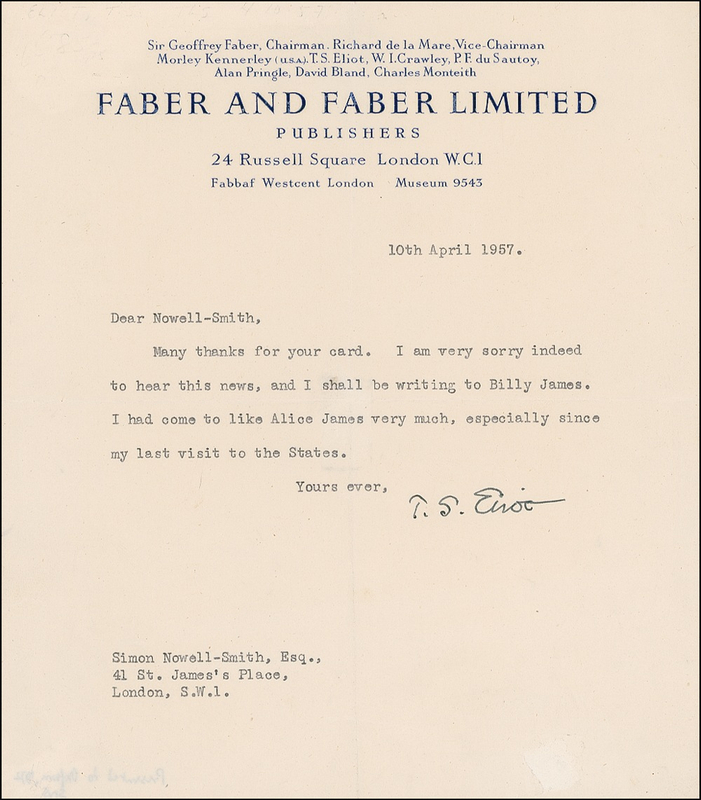 Sir Geoffrey Faber, Chairman. Richard de la Mare, Vice-Chairman
Morley Kennerley (U.S.A). T. S. Eliot, W. I. Crawley, P. F. du Sautoy,
Alan Pringle, David Bland, Charles Monteith
FABER AND FABER LIMITED
PUBLISHERS
24 Russell Square London W.C.1
Fabbaf Westcent London Museum 9543
10th April 1957.
Dear Nowell-Smith,
Many thanks for your card. I am very sorry indeed
to hear this news, and I shall be writing to Billy James.
I had come to like Alice James very much, especially since
my last visit to the States.
Yours ever,
T. S. Eliot
Simon Nowell-Smith, Esq.,
41 St. James's Place,
London, S.W.1.